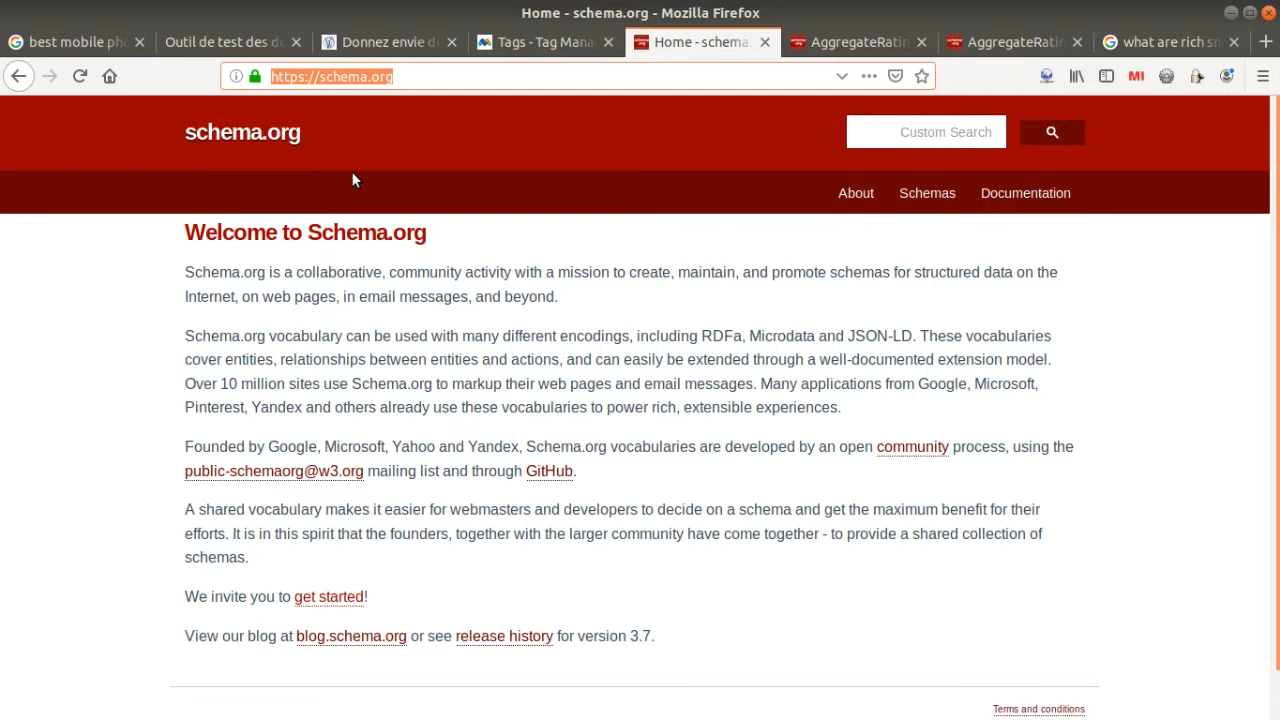 Home - schema.org - Mozilla Firefox
best mobile ph
Outil de test des d
Donnez envie d
Tags - Tag Mana
Home - schema.
AggregateRatin
AggregateRatin
what are rich sn
https://schema.org
MI
schema.org
Custom Search
About Schemas Documentation
Welcome to Schema.org
Schema.org is a collaborative, community activity with a mission to create, maintain, and promote schemas for structured data on the
Internet, on web pages, in email messages, and beyond.
Schema.org vocabulary can be used with many different encodings, including RDFa, Microdata and JSON-LD. These vocabularies
cover entities, relationships between entities and actions, and can easily be extended through a well-documented extension model.
Over 10 million sites use Schema.org to markup their web pages and email messages. Many applications from Google, Microsoft,
Pinterest, Yandex and others already use these vocabularies to power rich, extensible experiences.
Founded by Google, Microsoft, Yahoo and Yandex, Schema.org vocabularies are developed by an open community process, using the
public-schemaorg@w3.org mailing list and through GitHub.
A shared vocabulary makes it easier for webmasters and developers to decide on a schema and get the maximum benefit for their
efforts. It is in this spirit that the founders, together with the larger community have come together - to provide a shared collection of
schemas.
We invite you to get started!
View our blog at blog.schema.org or see release history for version 3.7.
Terms and conditions